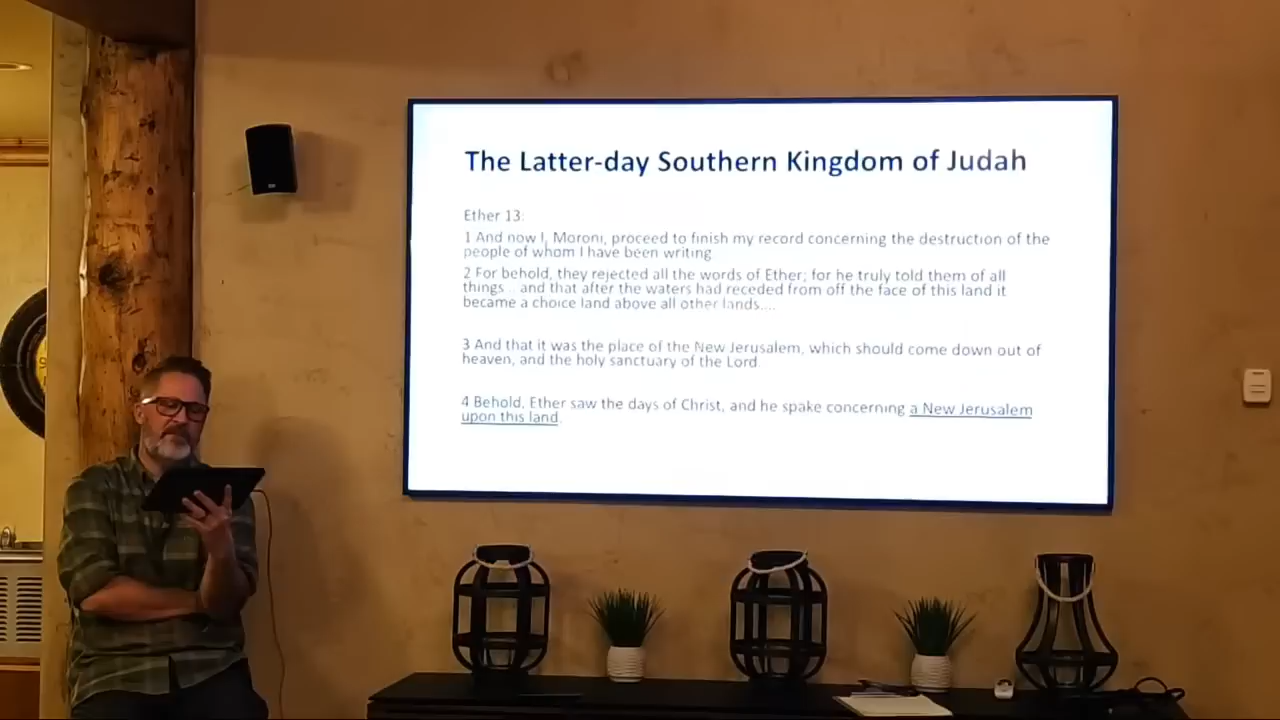 The Latter-day Southern Kingdom of Judah
Ether 13:
1 And now I, Moroni, proceed to finish my record concerning the destruction of the
people of whom I have been writing.
2 For behold, they rejected all the words of Ether; for he truly told them of all
things... and that after the waters had receded from off the face of this land it
became a choice land above all other lands....
3 And that it was the place of the New Jerusalem, which should come down out of
heaven, and the holy sanctuary of the Lord.
4 Behold, Ether saw the days of Christ, and he spake concerning a New Jerusalem
upon this land.